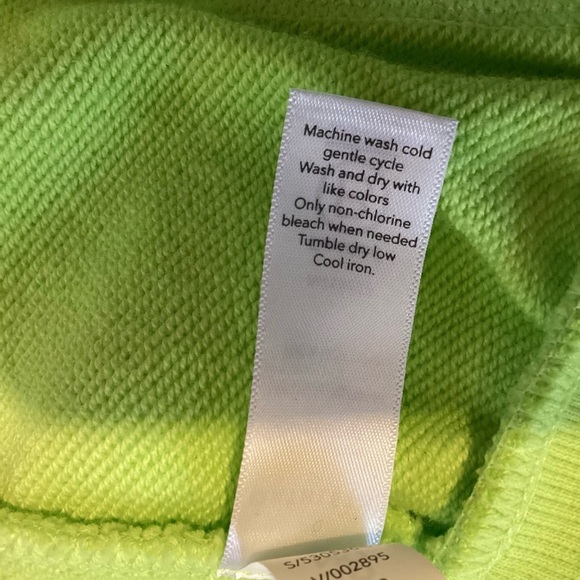 Machine wash cold
gentle cycle
Wash and dry with
like colors
Only non-chlorine
bleach when needed
Tumble dry low
Cool iron.
V/002895